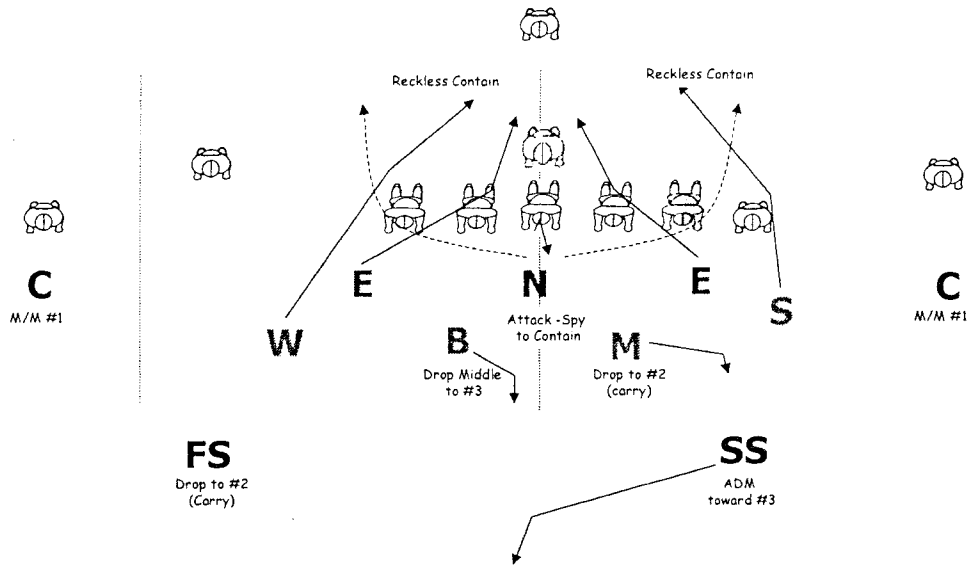 Reckless Contain
Reckless Contain
C
M/M #1
E
N
E
C
M/M #1
S
Attack -Spy
to Contain
W
B
M
Drop Middle
to #3
Drop to #2
(carry)
FS
Drop to #2
(Carry)
SS
ADM
toward #3